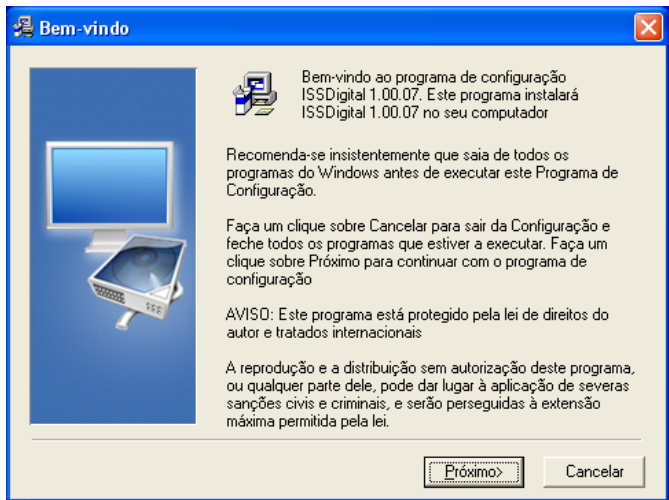 Bem-vindo
Bem-vindo ao programa de configuração
ISSDigital 1.00.07. Este programa instalará
ISSDigital 1.00.07 no seu computador
Recomenda-se insistentemente que saia de todos os
programas do Windows antes de executar este Programa de
Configuração.
Faça um clique sobre Cancelar para sair da Configuração e
feche todos os programas que estiver a executar. Faça um
clique sobre Próximo para continuar com o programa de
configuração
AVISO: Este programa está protegido pela lei de direitos do
autor e tratados internacionais
A reprodução e a distribuição sem autorização deste programa,
ou qualquer parte dele, pode dar lugar à aplicação de severas
sanções civis e criminais, e serão perseguidas à extensão
máxima permitida pela lei.
Próximo>
Cancelar